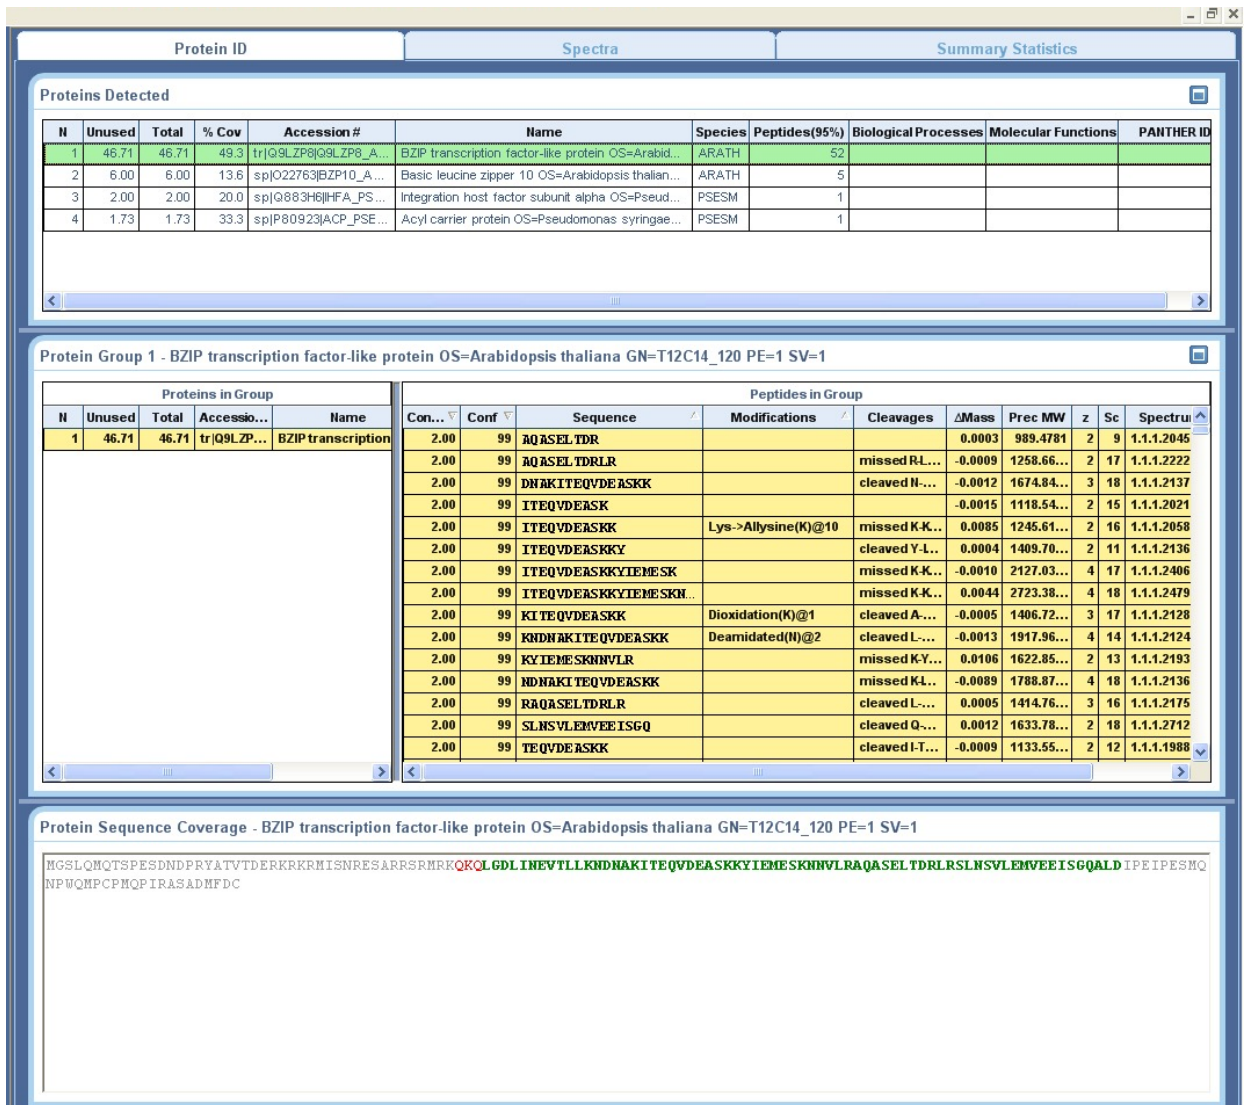 Protein ID Spectra Summary Statistics
Proteins Detected
N Unused Total % Cov Accession # Name Species Peptides(95%) Biological Processes Molecular Functions PANTHER ID
1 46.71 46.71 49.3 tr|Q9LZP8|Q9LZP8_A... BZIP transcription factor-like protein OS=Arabid... ARATH 52
2 6.00 6.00 13.6 sp|O22763|BZP10_A... Basic leucine zipper 10 OS=Arabidopsis thalian... ARATH 5
3 2.00 2.00 20.0 sp|Q883H6|IHFA_PS... Integration host factor subunit alpha OS=Pseud... PSESM 1
4 1.73 1.73 33.3 sp|P80923|ACP_PSE... Acyl carrier protein OS=Pseudomonas syringae... PSESM 1
Protein Group 1 - BZIP transcription factor-like protein OS=Arabidopsis thaliana GN=T12C14_120 PE=1 SV=1
Proteins in Group Peptides in Group
N Unused Total Accessio... Name Con... Conf Sequence Modifications Cleavages ΔMass Prec MW z Sc Spectru
1 46.71 46.71 tr|Q9LZP... BZIP transcription 2.00 99 AQASELTDR 0.0003 989.4781 2 9 1.1.1.2045
2.00 99 AQASELTDRLR missed R-L... -0.0009 1258.66... 2 17 1.1.1.2222
2.00 99 DNAKITEQVDEASKK cleaved N-... -0.0012 1674.84... 3 18 1.1.1.2137
2.00 99 ITEQVDEASK -0.0015 1118.54... 2 15 1.1.1.2021
2.00 99 ITEQVDEASKK Lys->Allysine(K)@10 missed K-K... 0.0085 1245.61... 2 16 1.1.1.2058
2.00 99 ITEQVDEASKKY cleaved Y-I... 0.0004 1409.70... 2 11 1.1.1.2136
2.00 99 ITEQVDEASKKYIEMESK missed K-K... -0.0010 2127.03... 4 17 1.1.1.2406
2.00 99 ITEQVDEASKKYIEMESKN... missed K-K... 0.0044 2723.38... 4 18 1.1.1.2479
2.00 99 KITEQVDEASKK Dioxidation(K)@1 cleaved A-... -0.0005 1406.72... 3 17 1.1.1.2128
2.00 99 KNDNAKITEQVDEASKK Deamidated(N)@2 cleaved L-... -0.0013 1917.96... 4 14 1.1.1.2124
2.00 99 KYIEMESKNNVLR missed K-Y... 0.0106 1622.85... 2 13 1.1.1.2193
2.00 99 NDNAKITEQVDEASKK missed K-I... -0.0089 1788.87... 4 18 1.1.1.2136
2.00 99 RAQASELTDRLR cleaved L-... 0.0005 1414.76... 3 16 1.1.1.2175
2.00 99 SLNSVLEMVEEISGQ cleaved Q-... 0.0012 1633.78... 2 18 1.1.1.2712
2.00 99 TEQVDEASKK cleaved I-T... -0.0009 1133.55... 2 12 1.1.1.1988
Protein Sequence Coverage - BZIP transcription factor-like protein OS=Arabidopsis thaliana GN=T12C14_120 PE=1 SV=1
MGSLQMQTSPESDNDPRYATVTDERKRKRMISNRESARRSRMRKQKQLGDLINEVTLLKNDNAKITEQVDEASKKYIEMESKNNVLRAQASELTDRLRSLNSVLEMVEEISGQALDIPEIPESMQ
NPWQMPCPMQPIRASADMFDC